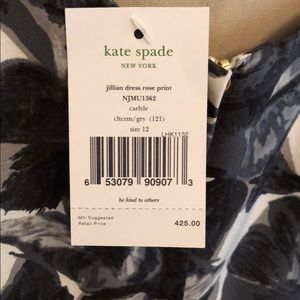 kate spade
NEW YORK
jillian dress rose print
NJMU1362
carlyle
cltcrm/gry (121)
size 12
LHK1132
6 53079 90907 3
be kind to others
Mfr Suggested
Retail Price 425.00